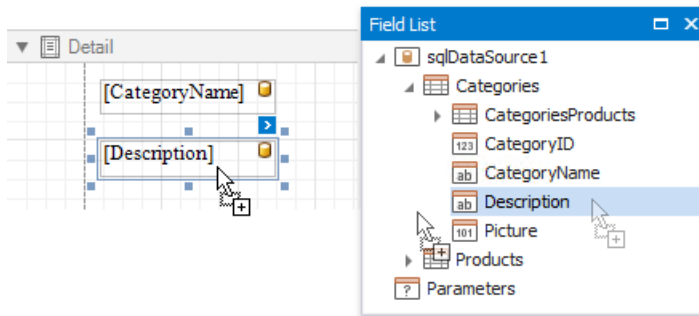 Detail
[CategoryName]
[Description]
Field List
sqlDataSource1
Categories
CategoriesProducts
123 CategoryID
ab CategoryName
ab Description
101 Picture
Products
? Parameters